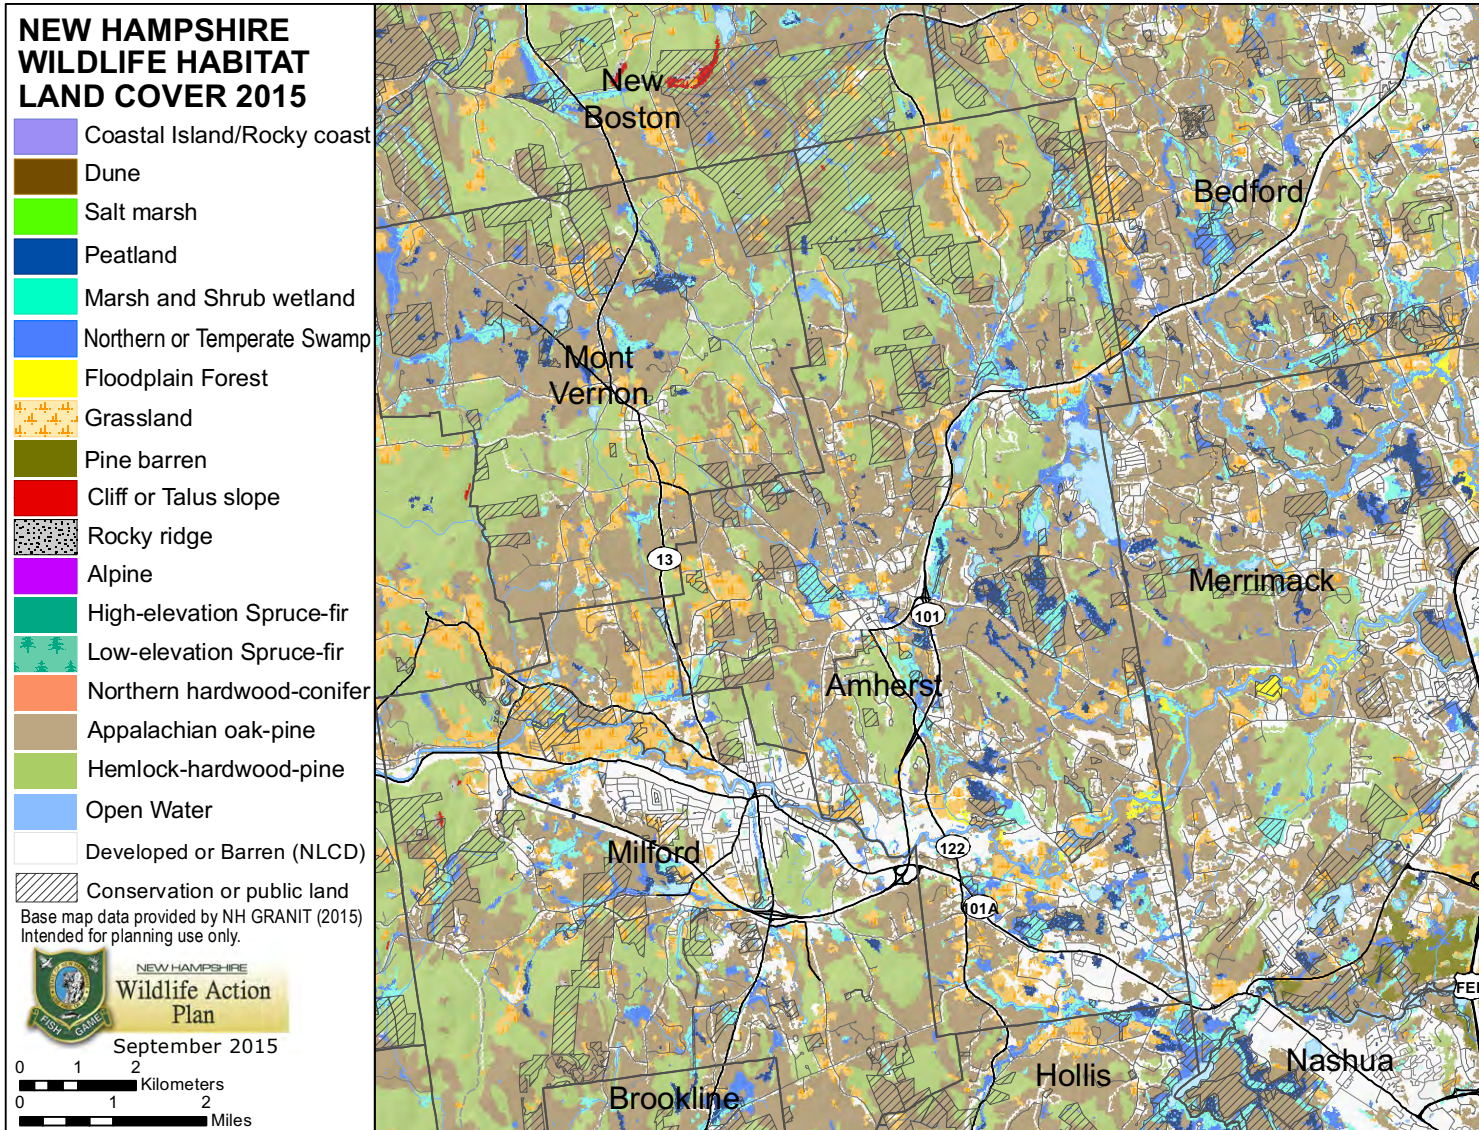 NEW HAMPSHIRE
WILDLIFE HABITAT
LAND COVER 2015
Coastal Island/Rocky coast
Dune
Salt marsh
Peatland
Marsh and Shrub wetland
Northern or Temperate Swamp
Floodplain Forest
Grassland
Pine barren
Cliff or Talus slope
Rocky ridge
Alpine
High-elevation Spruce-fir
Low-elevation Spruce-fir
Northern hardwood-conifer
Appalachian oak-pine
Hemlock-hardwood-pine
Open Water
Developed or Barren (NLCD)
Conservation or public land
Base map data provided by NH GRANIT (2015)
Intended for planning use only.
NEW HAMPSHIRE
Wildlife Action
Plan
FISH GAME
September 2015
0 1 2
Kilometers
0 1 2
Miles
New
Boston
Bedford
Mont
Vernon
13
Merrimack
101
Amherst
Milford
122
101A
FEE
Nashua
Hollis
Brookline